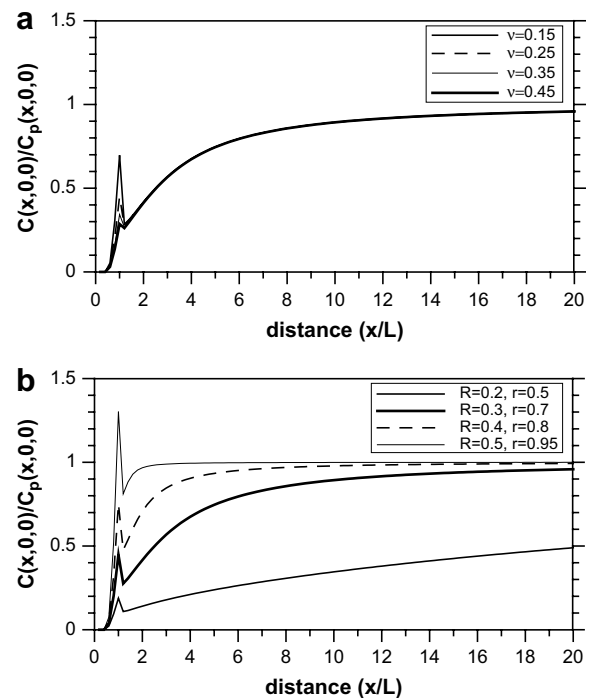 a
C(x,0,0)/Cp(x,0,0)
1.5
1
0.5
0
ν=0.15
ν=0.25
ν=0.35
ν=0.45
0 2 4 6 8 10 12 14 16 18 20
distance (x/L)
b
C(x,0,0)/Cp(x,0,0)
1.5
1
0.5
0
R=0.2, r=0.5
R=0.3, r=0.7
R=0.4, r=0.8
R=0.5, r=0.95
0 2 4 6 8 10 12 14 16 18 20
distance (x/L)